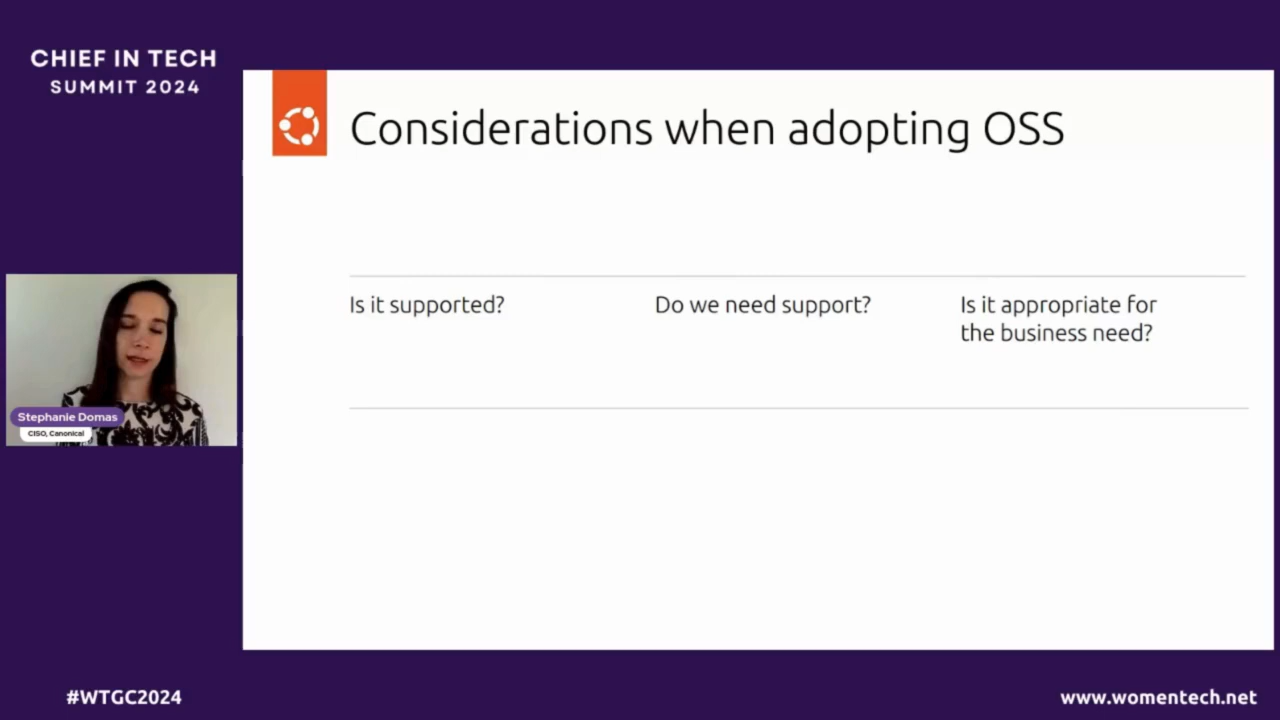 CHIEF IN TECH
SUMMIT 2024
Considerations when adopting OSS
Is it supported?
Do we need support?
Is it appropriate for
the business need?
Stephanie Domas
CISO, Canonical
#WTGC2024
www.womentech.net